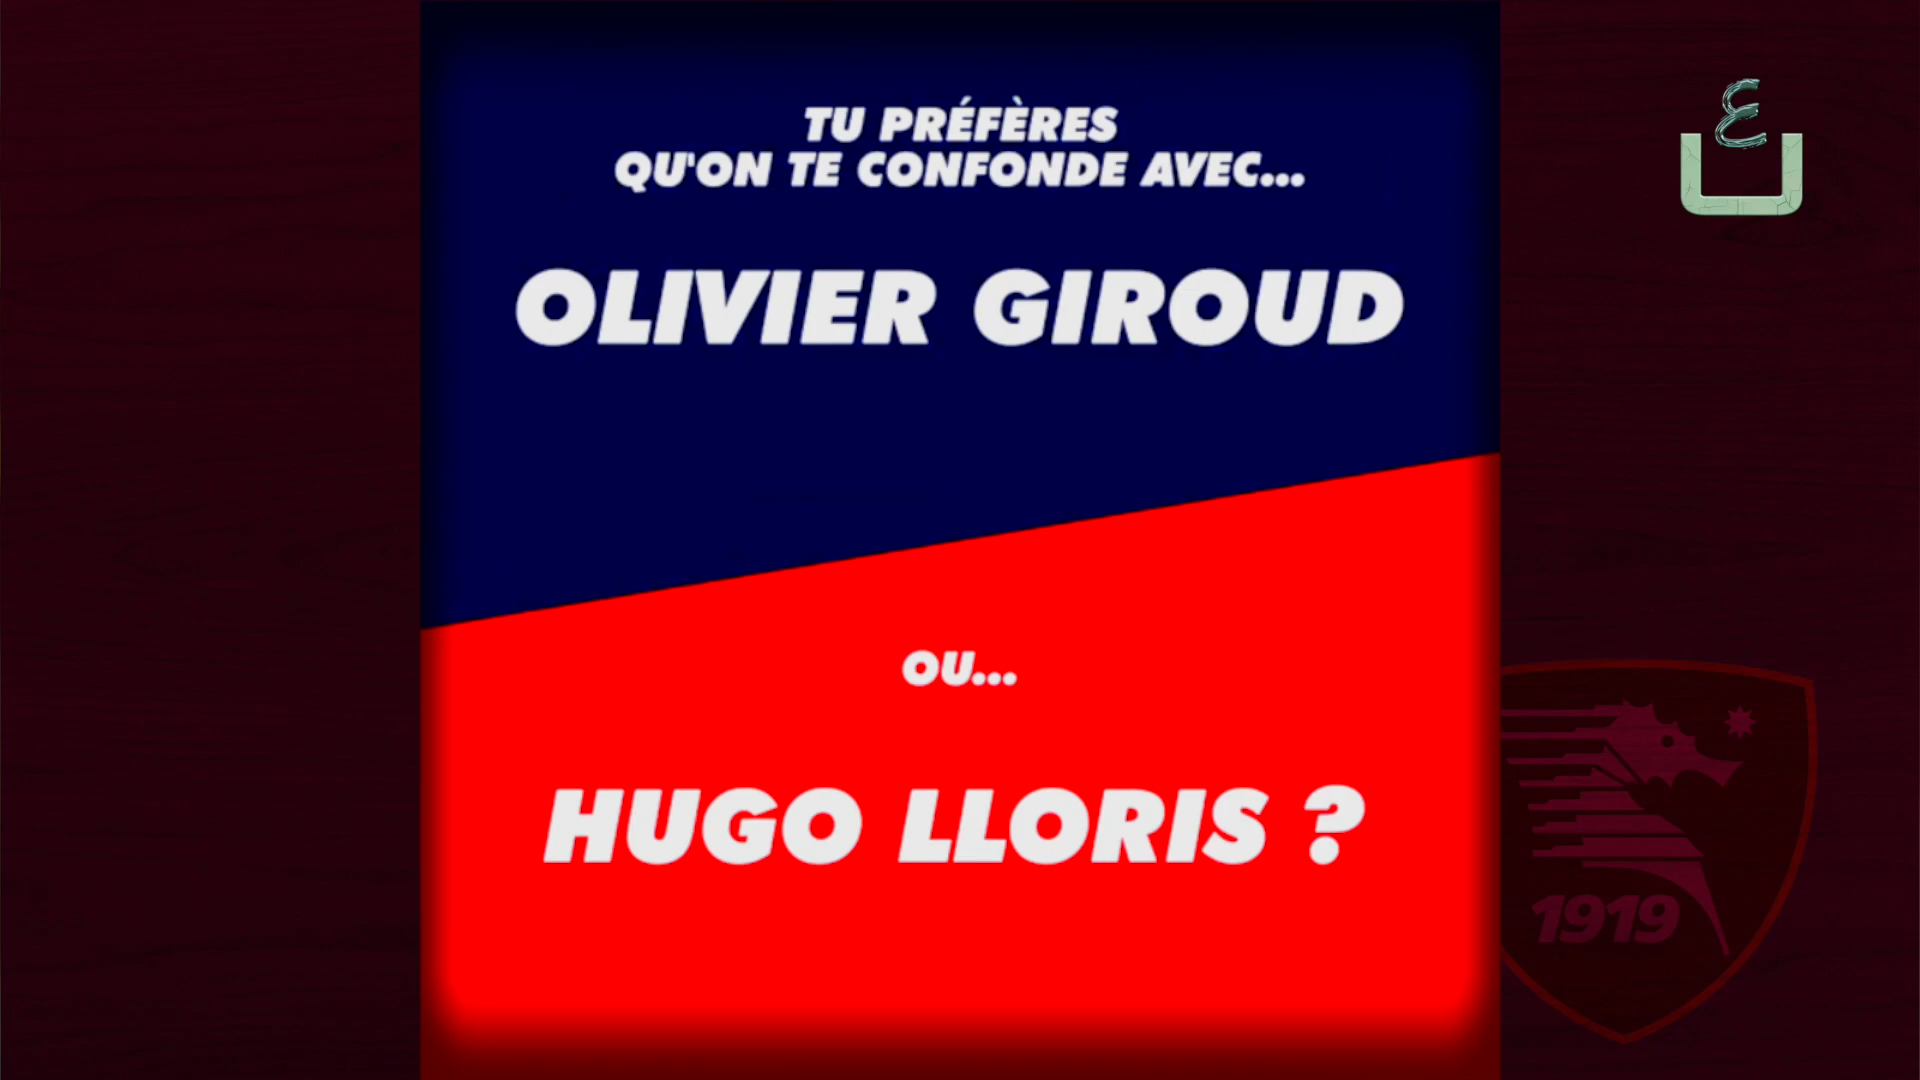 TU PRÉFÈRES
QU'ON TE CONFONDE AVEC...
OLIVIER GIROUD
OU...
HUGO LLORIS ?
1919